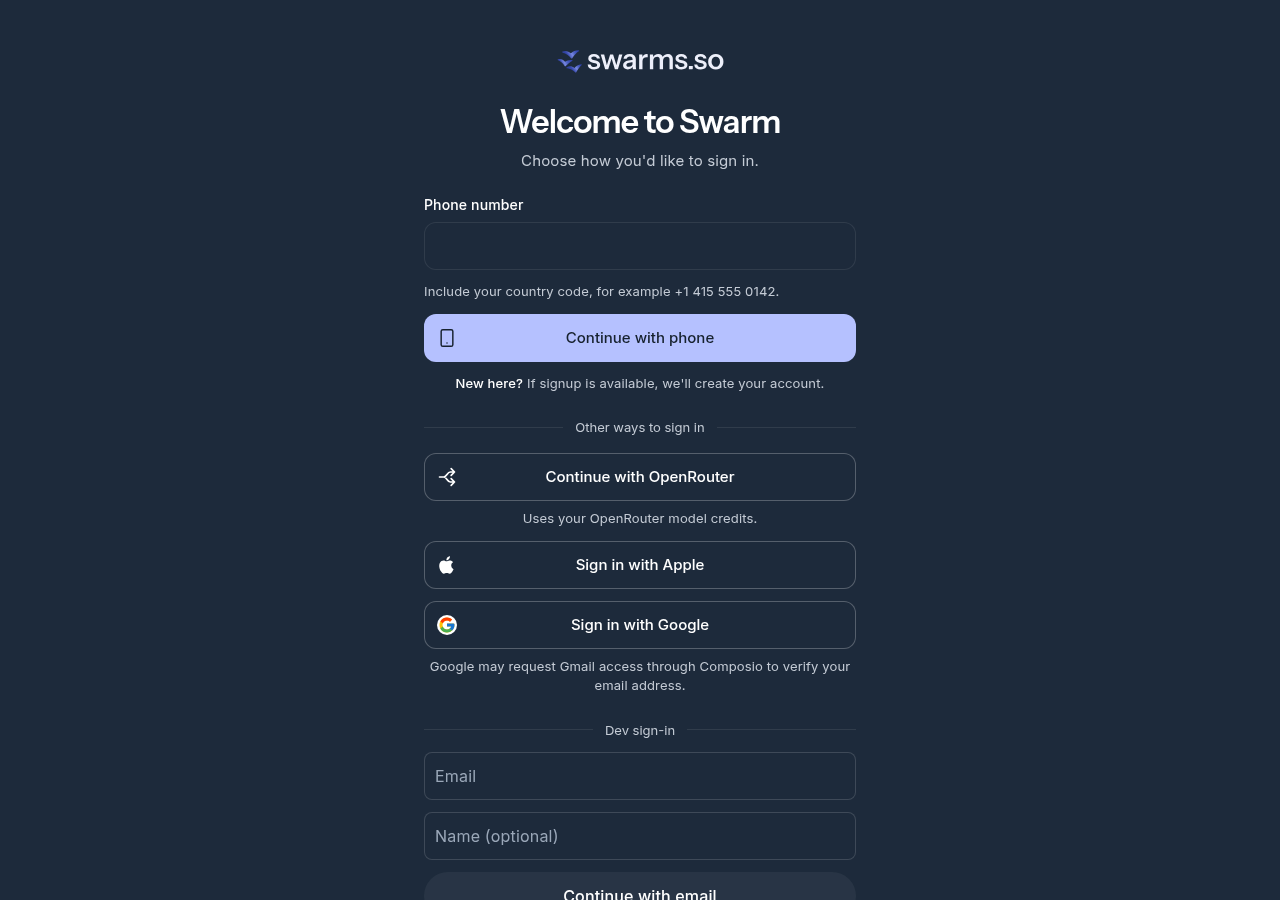 swarms.so
Welcome to Swarm
Choose how you'd like to sign in.
Phone number
Include your country code, for example +1 415 555 0142.
Continue with phone
New here? If signup is available, we'll create your account.
Other ways to sign in
Continue with OpenRouter
Uses your OpenRouter model credits.
Sign in with Apple
Sign in with Google
Google may request Gmail access through Composio to verify your
email address.
Dev sign-in
Email
Name (optional)
Continue with email